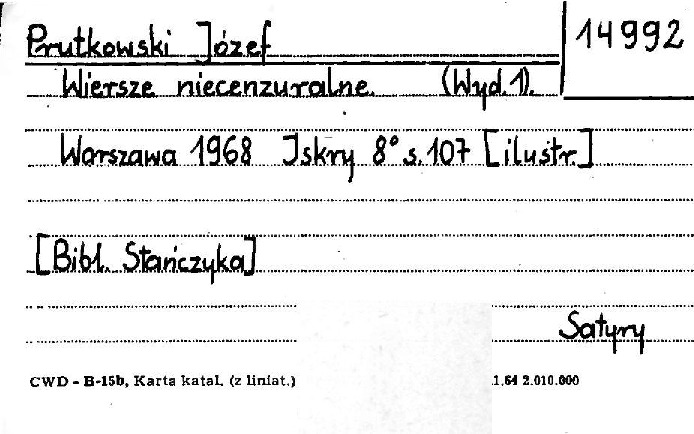 Prutkowski Józef 14992
Wiersze niecenzuralne. (Wyd.1).
Warszawa 1968 Iskry 8° s.107 [ilustr.]
[Bibl. Stańczyka]
Satyry
CWD - B-15b, Karta katal. (z liniat.) 1.64 2.010.000